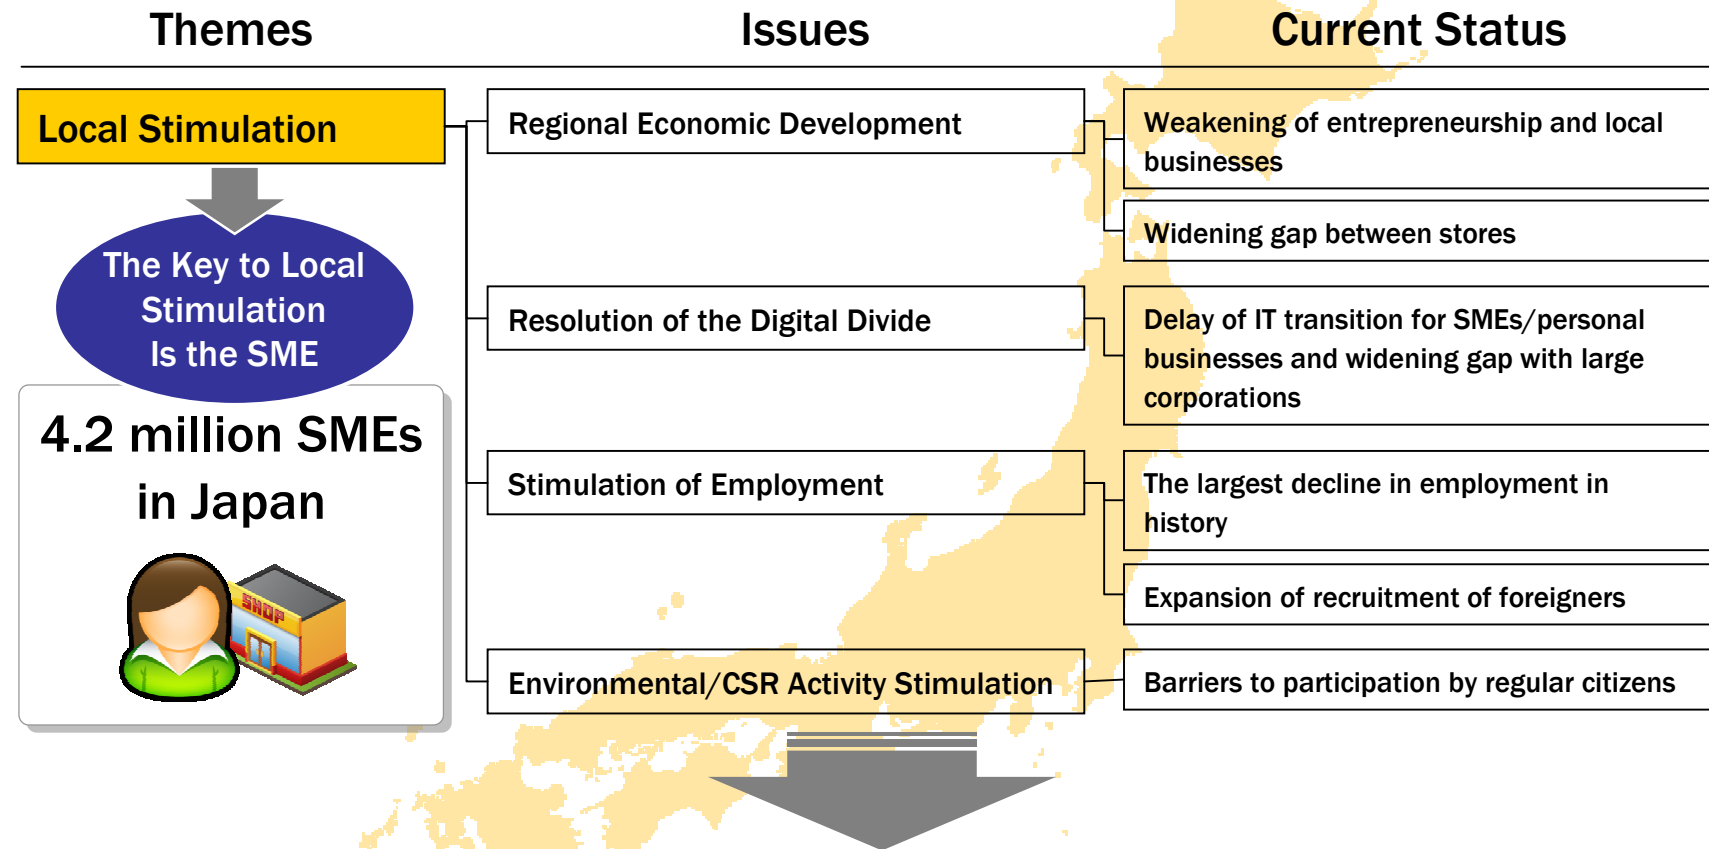 Themes
Issues
Current Status
Local Stimulation
The Key to Local
Stimulation
Is the SME
4.2 million SMEs
in Japan
SHOP
Regional Economic Development
Weakening of entrepreneurship and local
businesses
Widening gap between stores
Resolution of the Digital Divide
Delay of IT transition for SMEs/personal
businesses and widening gap with large
corporations
Stimulation of Employment
The largest decline in employment in
history
Expansion of recruitment of foreigners
Environmental/CSR Activity Stimulation
Barriers to participation by regular citizens